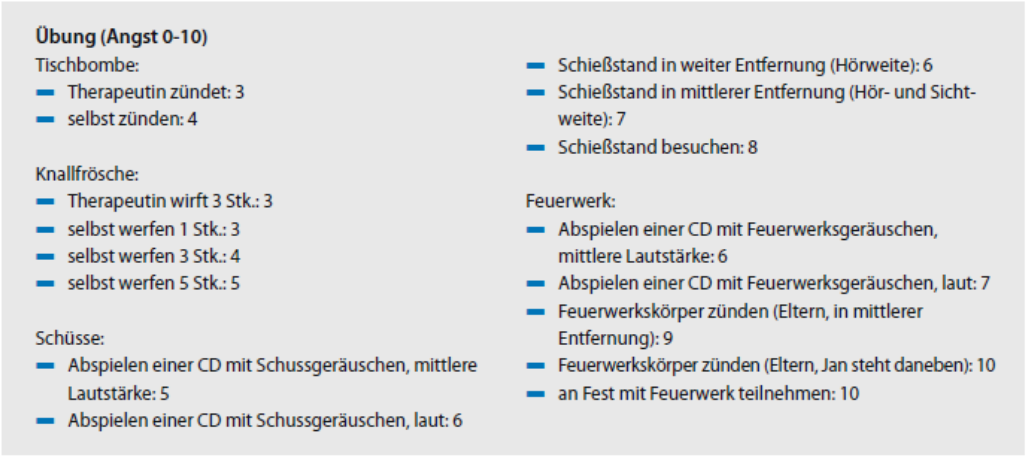 Übung (Angst 0-10)
Tischbombe:
Therapeutin zündet: 3
selbst zünden: 4
Knallfrösche:
Therapeutin wirft 3 Stk.: 3
selbst werfen 1 Stk.: 3
selbst werfen 3 Stk.: 4
selbst werfen 5 Stk.: 5
Schüsse:
Abspielen einer CD mit Schussgeräuschen, mittlere
Lautstärke: 5
Abspielen einer CD mit Schussgeräuschen, laut: 6
Schießstand in weiter Entfernung (Hörweite): 6
Schießstand in mittlerer Entfernung (Hör- und Sicht-
weite): 7
Schießstand besuchen: 8
Feuerwerk:
Abspielen einer CD mit Feuerwerksgeräuschen,
mittlere Lautstärke: 6
Abspielen einer CD mit Feuerwerksgeräuschen, laut: 7
Feuerwerkskörper zünden (Eltern, in mittlerer
Entfernung): 9
Feuerwerkskörper zünden (Eltern, Jan steht daneben): 10
an Fest mit Feuerwerk teilnehmen: 10